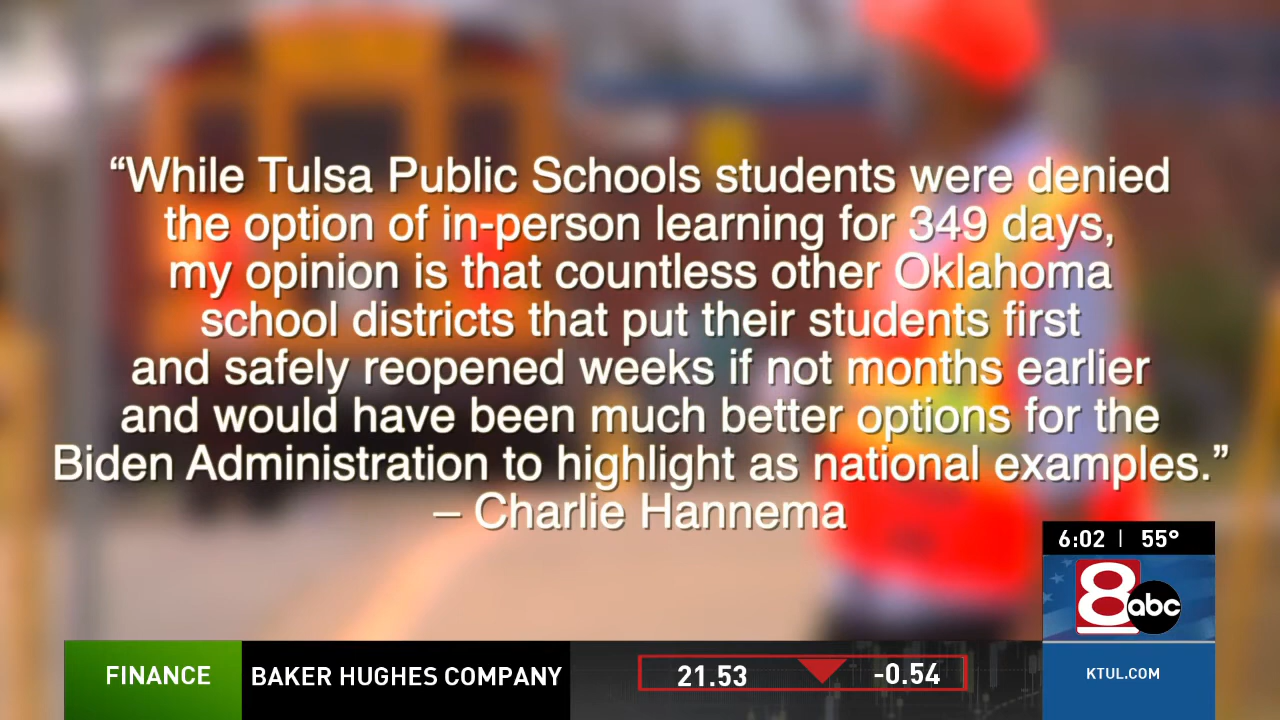 “While Tulsa Public Schools students were denied
the option of in-person learning for 349 days,
my opinion is that countless other Oklahoma
school districts that put their students first
and safely reopened weeks if not months earlier
and would have been much better options for the
Biden Administration to highlight as national examples.”
– Charlie Hannema
6:02 | 55°
8 abc
FINANCE BAKER HUGHES COMPANY 21.53 -0.54
KTUL.COM